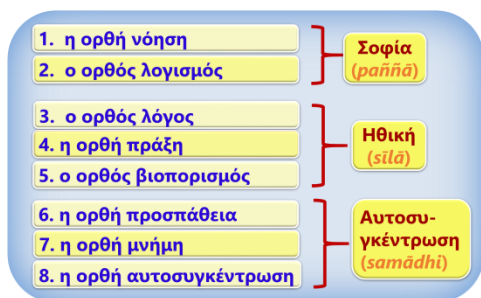 1. η ορθή νόηση
2. ο ορθός λογισμός
Σοφία
(paññā)
3. ο ορθός λόγος
4. η ορθή πράξη
5. ο ορθός βιοπορισμός
Ηθική
(sīlā)
6. η ορθή προσπάθεια
7. η ορθή μνήμη
8. η ορθή αυτοσυγκέντρωση
Αυτοσυ-
γκέντρωση
(samādhi)